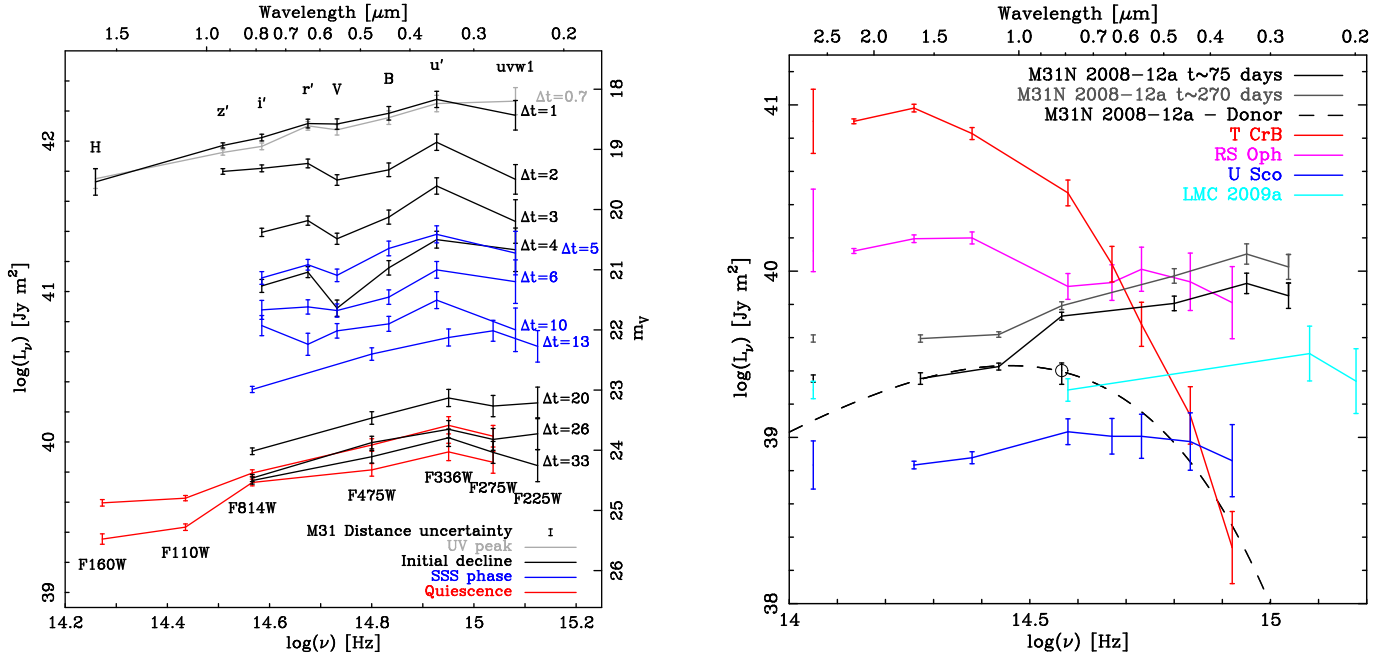 Wavelength [μm]
1.5 1.0 0.9 0.8 0.7 0.6 0.5 0.4 0.3 0.2
log(Lν) [Jy m²]
42
41
40
39
mV
18
19
20
21
22
23
24
25
26
H
z'
i'
r'
V
B
u'
uvw1
Δt=0.7
Δt=1
Δt=2
Δt=3
Δt=4
Δt=5
Δt=6
Δt=10
Δt=13
Δt=20
Δt=26
Δt=33
F160W
F110W
F814W
F475W
F336W
F275W
F225W
M31 Distance uncertainty
UV peak
Initial decline
SSS phase
Quiescence
14.2 14.4 14.6 14.8 15 15.2
log(ν) [Hz]
Wavelength [μm]
2.5 2.0 1.5 1.0 0.8 0.7 0.6 0.5 0.4 0.3 0.2
log(Lν) [Jy m²]
41
40
39
38
M31N 2008-12a t~75 days
M31N 2008-12a t~270 days
M31N 2008-12a - Donor
T CrB
RS Oph
U Sco
LMC 2009a
14 14.5 15
log(ν) [Hz]